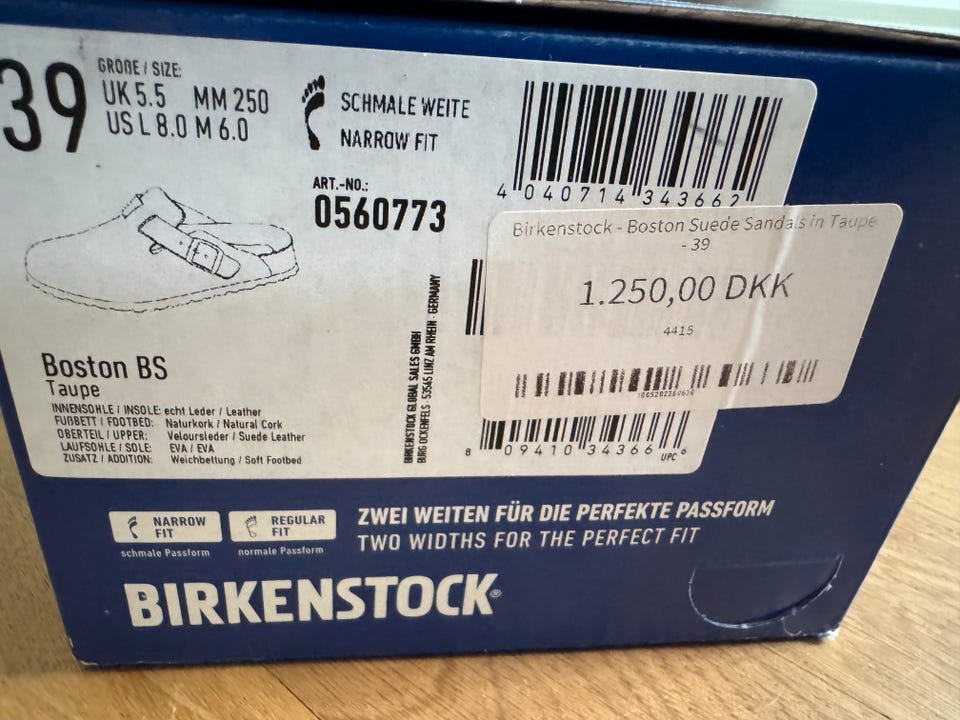 39
GRÖßE / SIZE:
UK 5.5 MM 250
US L 8.0 M 6.0
SCHMALE WEITE
NARROW FIT
ART.-NO.:
0560773
4 040714 343662
Birkenstock - Boston Suede Sandals in Taupe
- 39
1.250,00 DKK
4415
8 09410 34366 6
UPC
Boston BS
Taupe
INNENSOHLE / INSOLE: echt Leder / Leather
FUßBETT / FOOTBED: Naturkork / Natural Cork
OBERTEIL / UPPER: Veloursleder / Suede Leather
LAUFSOHLE / SOLE: EVA / EVA
ZUSATZ / ADDITION: Weichbettung / Soft Footbed
BIRKENSTOCK GLOBAL SALES GMBH
BURG OCKENFELS · 53545 LINZ AM RHEIN · GERMANY
NARROW
FIT
schmale Passform
REGULAR
FIT
normale Passform
ZWEI WEITEN FÜR DIE PERFEKTE PASSFORM
TWO WIDTHS FOR THE PERFECT FIT
BIRKENSTOCK®